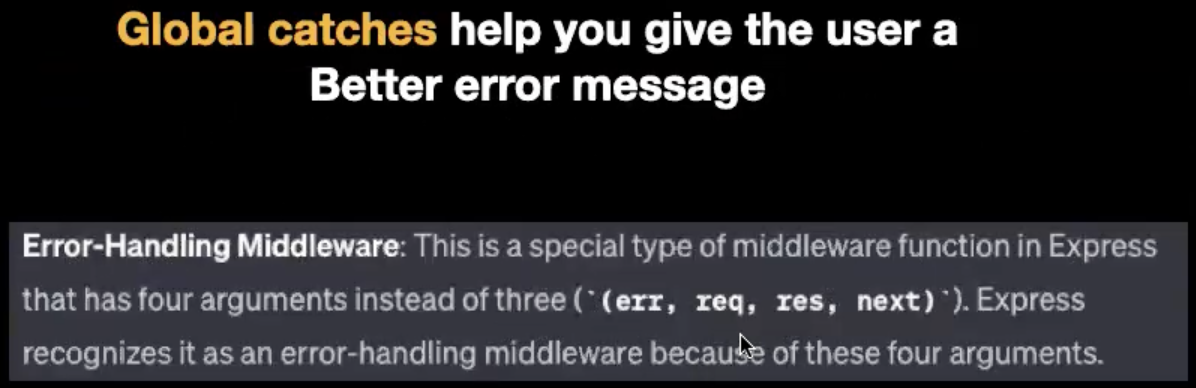 Global catches help you give the user a
Better error message
Error-Handling Middleware: This is a special type of middleware function in Express
that has four arguments instead of three (`(err, req, res, next)`). Express
recognizes it as an error-handling middleware because of these four arguments.